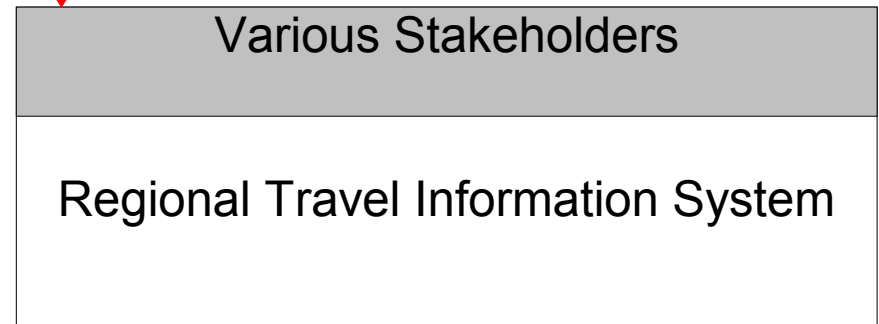 Various Stakeholders
Regional Travel Information System